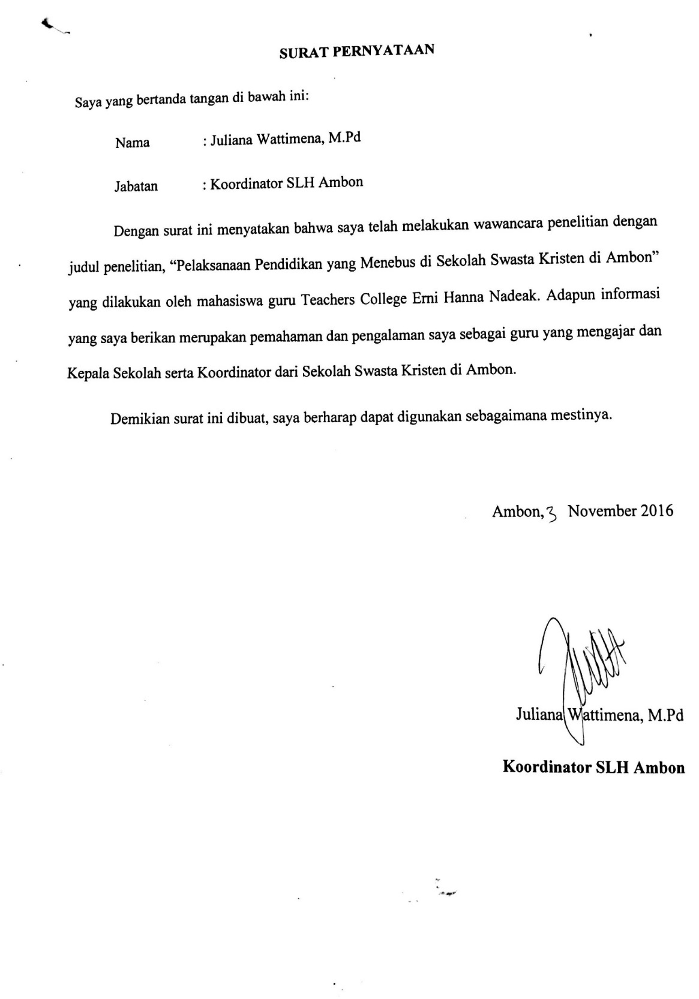 SURAT PERNYATAAN
Saya yang bertanda tangan di bawah ini:
Nama : Juliana Wattimena, M.Pd
Jabatan : Koordinator SLH Ambon
Dengan surat ini menyatakan bahwa saya telah melakukan wawancara penelitian dengan
judul penelitian, “Pelaksanaan Pendidikan yang Menebus di Sekolah Swasta Kristen di Ambon”
yang dilakukan oleh mahasiswa guru Teachers College Erni Hanna Nadeak. Adapun informasi
yang saya berikan merupakan pemahaman dan pengalaman saya sebagai guru yang mengajar dan
Kepala Sekolah serta Koordinator dari Sekolah Swasta Kristen di Ambon.
Demikian surat ini dibuat, saya berharap dapat digunakan sebagaimana mestinya.
Ambon, 3 November 2016
Juliana Wattimena, M.Pd
Koordinator SLH Ambon